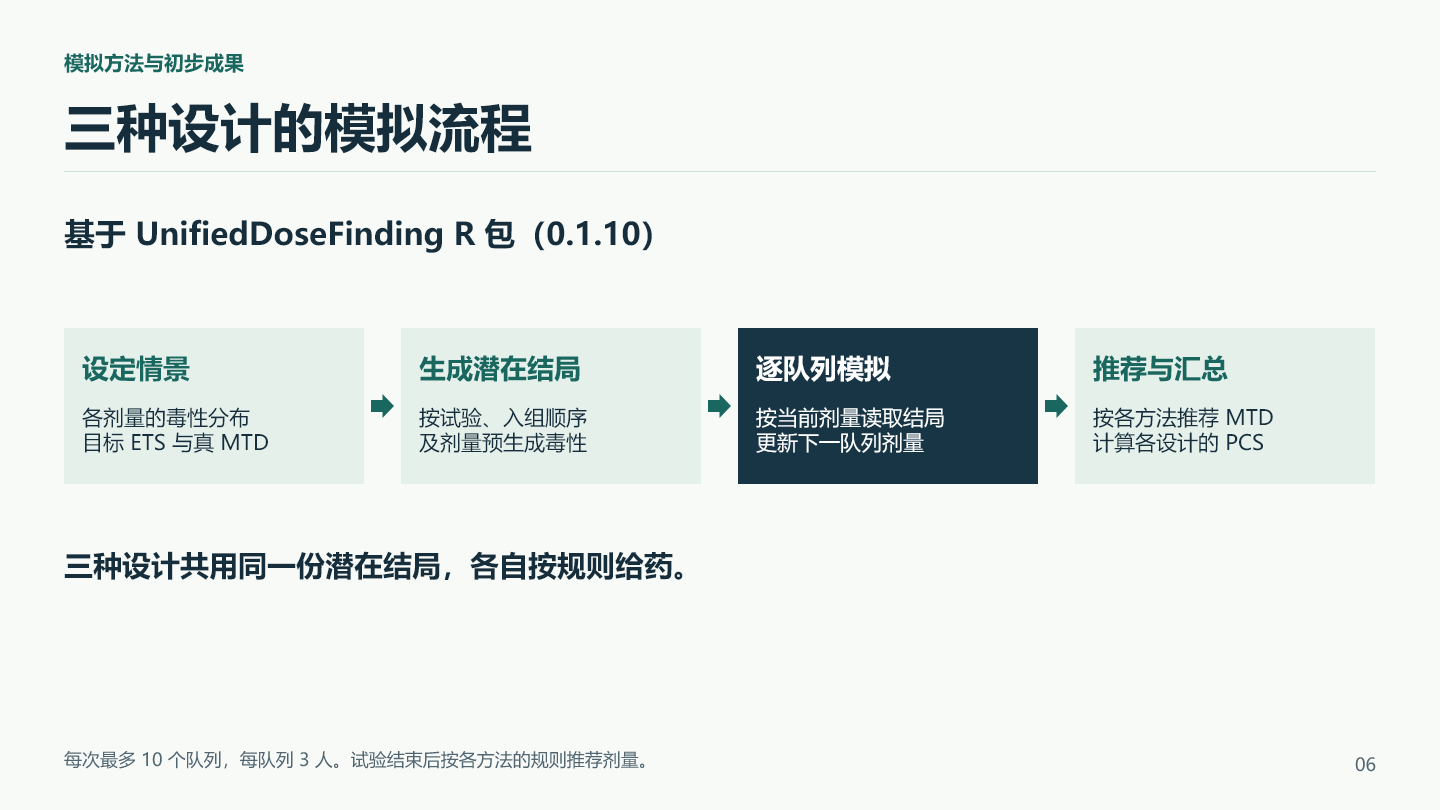 模拟方法与初步成果
三种设计的模拟流程
基于 UnifiedDoseFinding R 包（0.1.10）
设定情景
各剂量的毒性分布
目标 ETS 与真 MTD
生成潜在结局
按试验、入组顺序
及剂量预生成毒性
逐队列模拟
按当前剂量读取结局
更新下一队列剂量
推荐与汇总
按各方法推荐 MTD
计算各设计的 PCS
三种设计共用同一份潜在结局，各自按规则给药。
每次最多 10 个队列，每队列 3 人。试验结束后按各方法的规则推荐剂量。
06